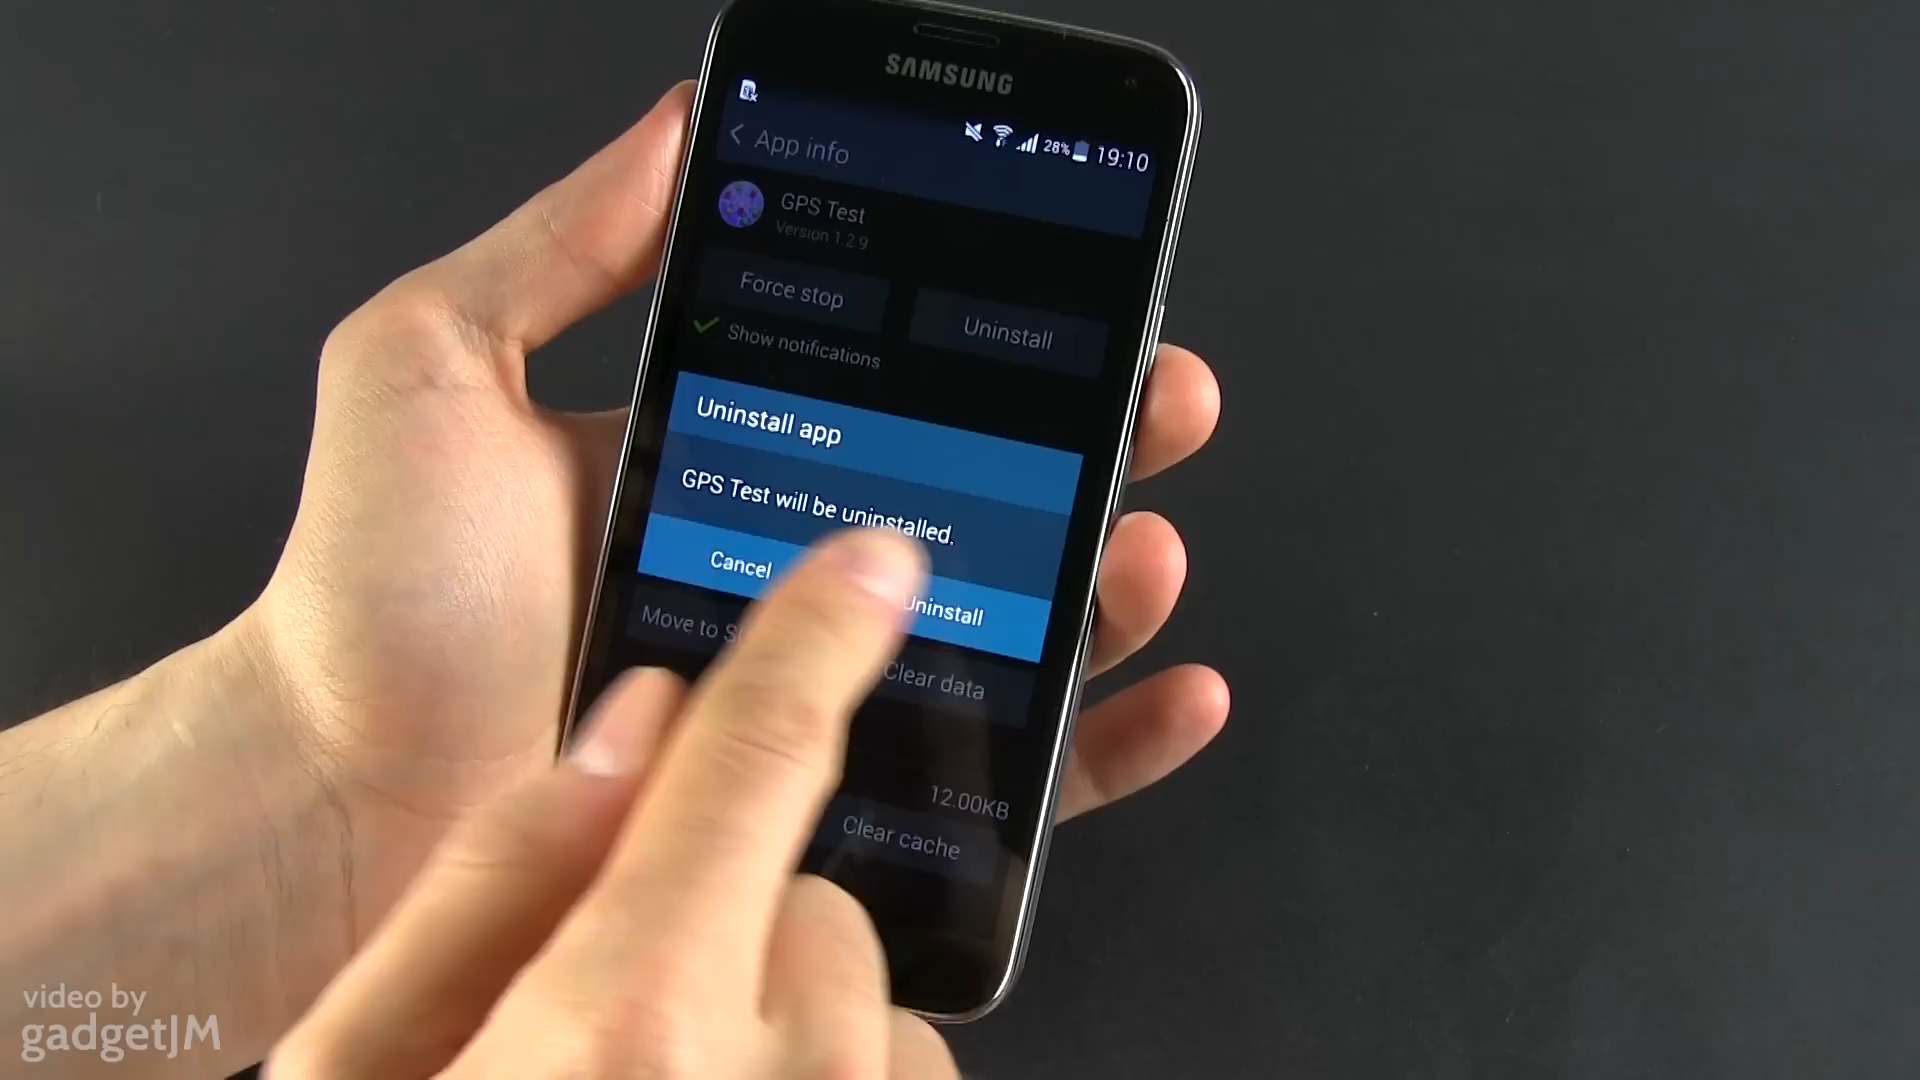 SAMSUNG
28% 19:10
App info
GPS Test
Version 1.2.9
Force stop
Uninstall
Show notifications
Uninstall app
GPS Test will be uninstalled.
Cancel
Uninstall
Move to
Clear data
12.00KB
Clear cache
video by
gadgetJM